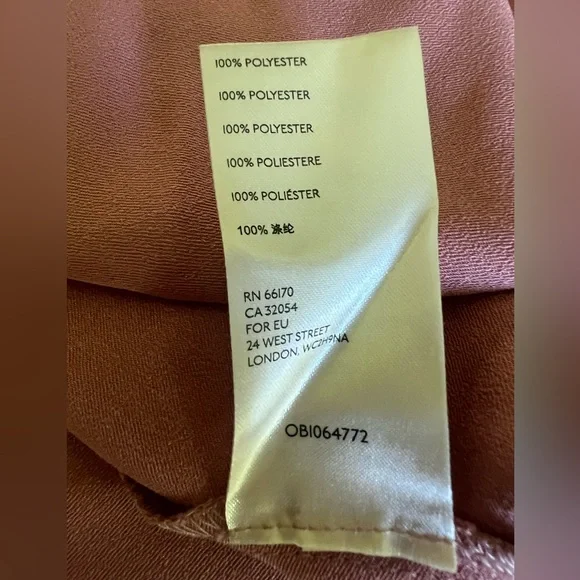 100% POLYESTER
100% POLYESTER
100% POLYESTER
100% POLIESTERE
100% POLIÉSTER
100% 涤纶
RN 66170
CA 32054
FOR EU
24 WEST STREET
LONDON, WC2H9NA
OB1064772